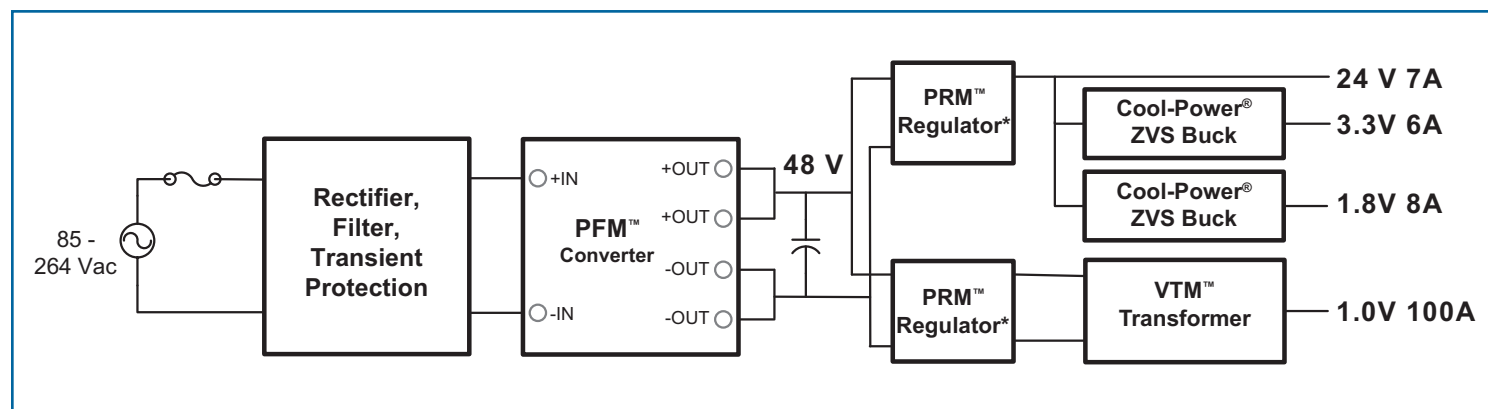 85 -
264 Vac
Rectifier,
Filter,
Transient
Protection
+IN
-IN
PFM™
Converter
+OUT
+OUT
-OUT
-OUT
48 V
PRM™
Regulator*
PRM™
Regulator*
Cool-Power®
ZVS Buck
Cool-Power®
ZVS Buck
VTM™
Transformer
24 V 7A
3.3V 6A
1.8V 8A
1.0V 100A